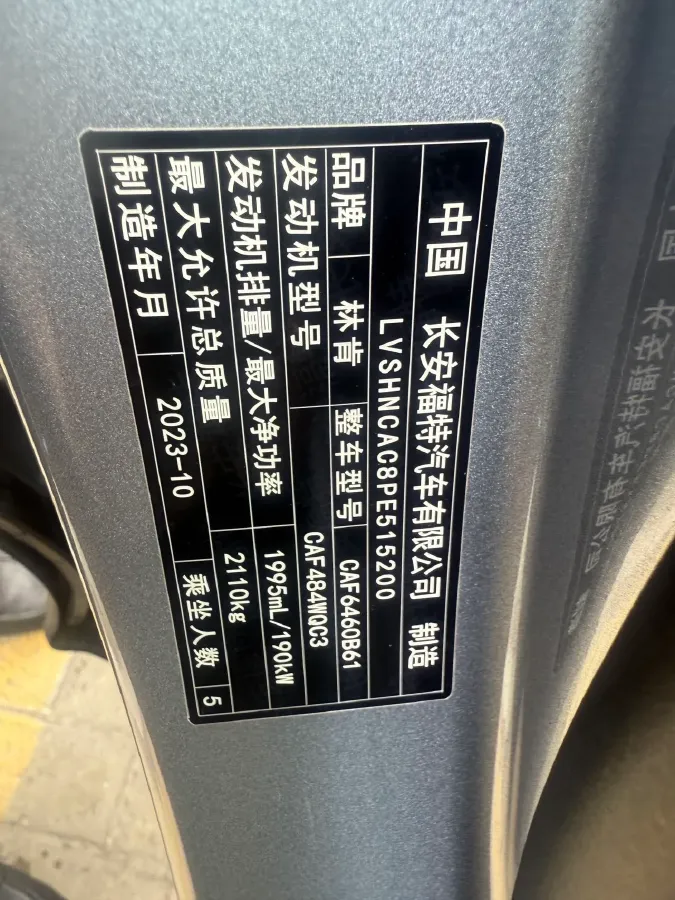 中国 长安福特汽车有限公司 制造
LVSHNCAC8PE515200
品牌 林肯 整车型号 CAF6460B61
发动机型号 CAF484WQC3
发动机排量/最大净功率 1995mL/190kW
最大允许总质量 2110kg
制造年月 2023-10 乘坐人数 5